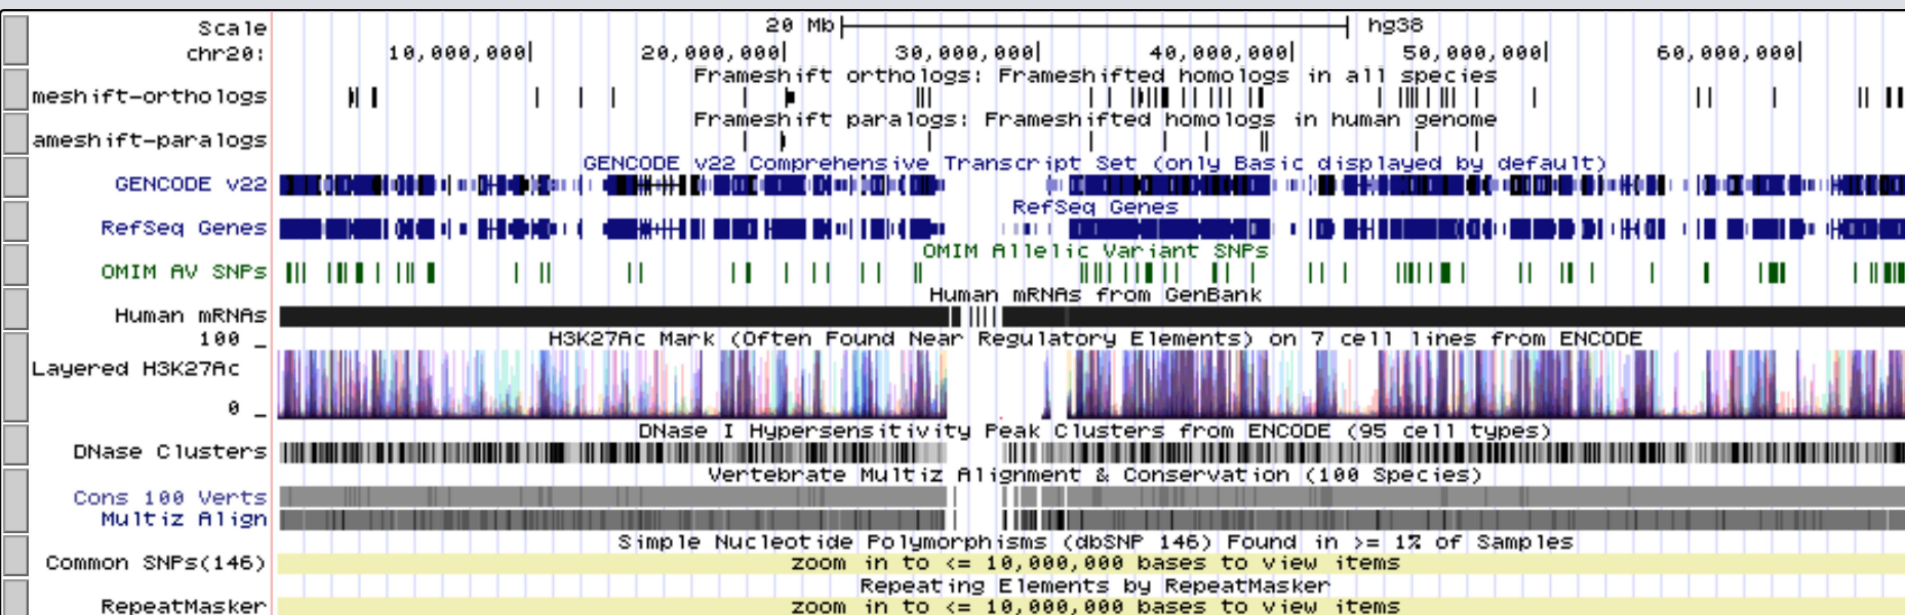 Scale 20 Mb hg38
chr20: 10,000,000 20,000,000 30,000,000 40,000,000 50,000,000 60,000,000
Frameshift orthologs: Frameshifted homologs in all species
meshift-orthologs
Frameshift paralogs: Frameshifted homologs in human genome
ameshift-paralogs
GENCODE v22 Comprehensive Transcript Set (only Basic displayed by default)
GENCODE v22
RefSeq Genes
RefSeq Genes
OMIM Allelic Variant SNPs
OMIM AV SNPs
Human mRNAs from GenBank
Human mRNAs
H3K27Ac Mark (Often Found Near Regulatory Elements) on 7 cell lines from ENCODE
100 _
Layered H3K27Ac
0 _
DNase I Hypersensitivity Peak Clusters from ENCODE (95 cell types)
DNase Clusters
Vertebrate Multiz Alignment & Conservation (100 Species)
Cons 100 Verts
Multiz Align
Simple Nucleotide Polymorphisms (dbSNP 146) Found in >= 1% of Samples
Common SNPs(146) zoom in to <= 10,000,000 bases to view items
Repeating Elements by RepeatMasker
RepeatMasker zoom in to <= 10,000,000 bases to view items